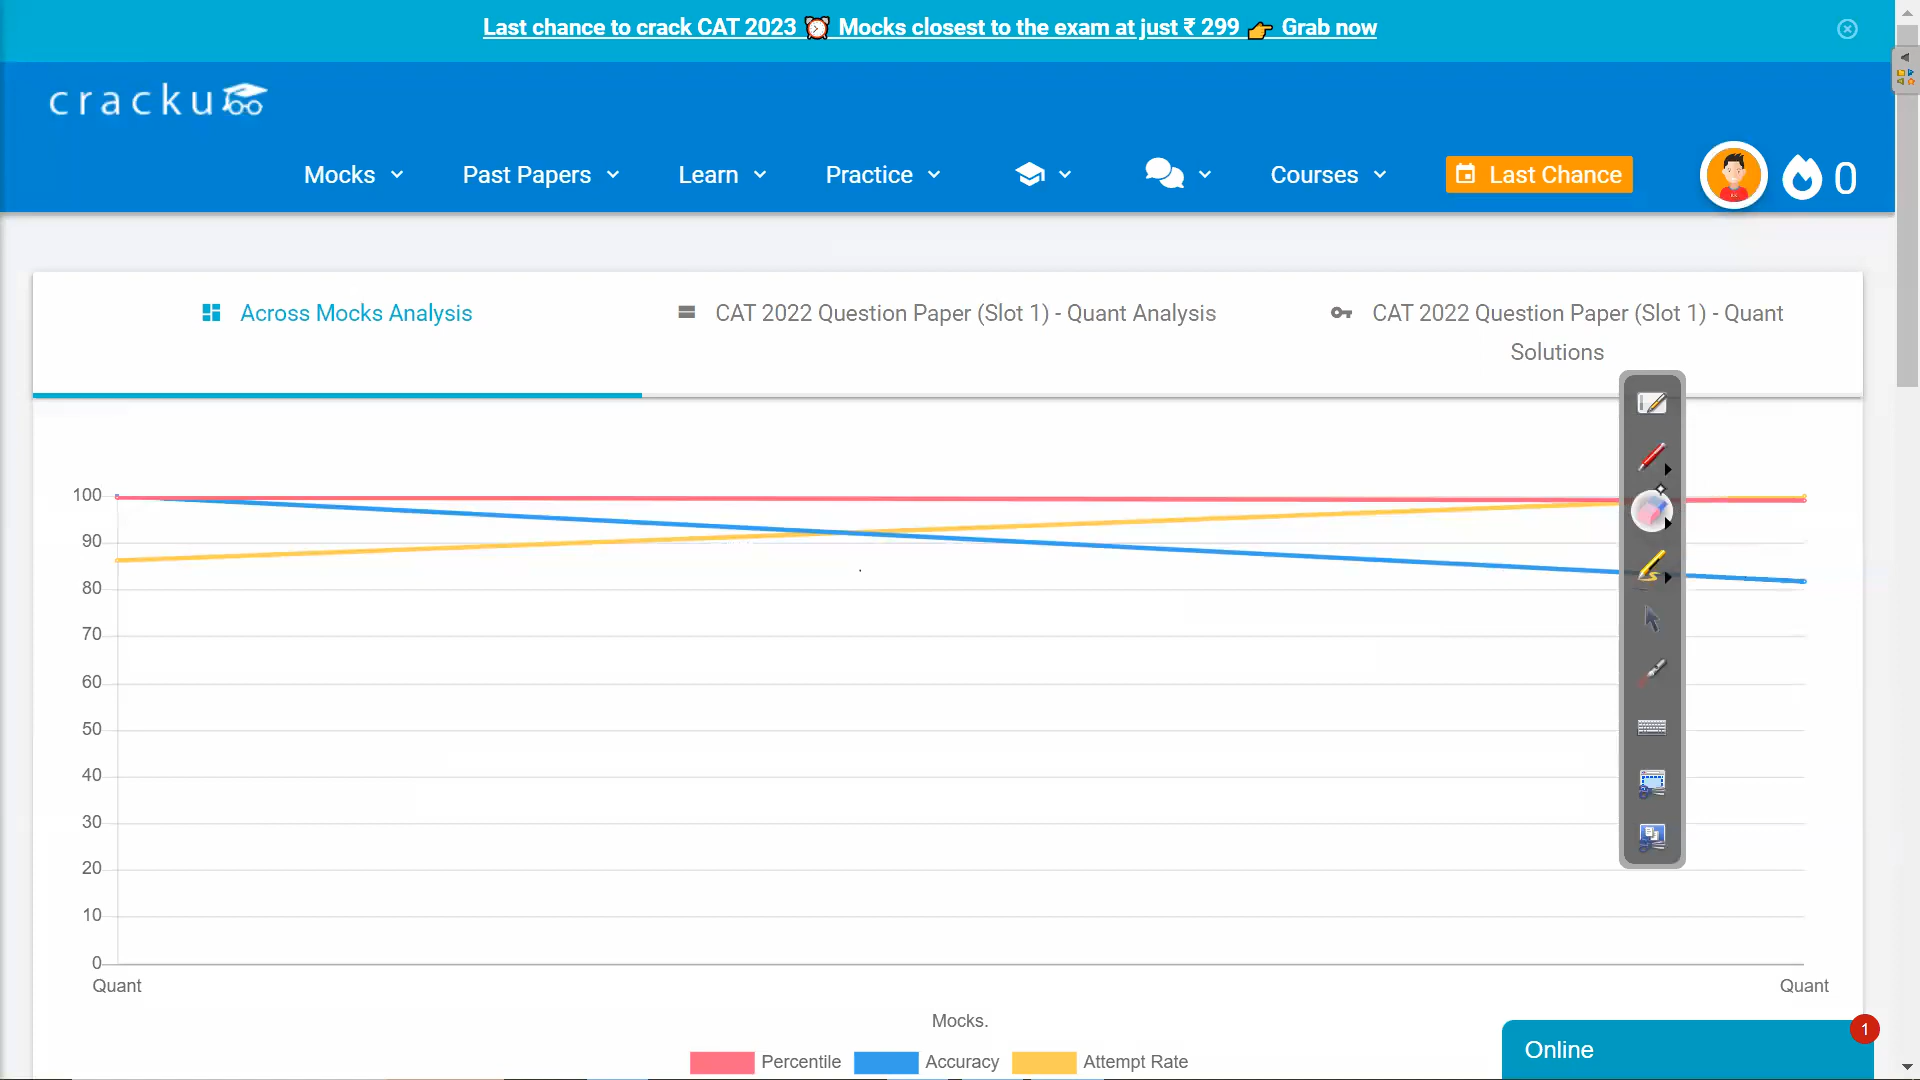 Last chance to crack CAT 2023 ⏰ Mocks closest to the exam at just ₹ 299 👉 Grab now
cracku
Mocks Past Papers Learn Practice Courses Last Chance 0
Across Mocks Analysis
CAT 2022 Question Paper (Slot 1) - Quant Analysis
CAT 2022 Question Paper (Slot 1) - Quant
Solutions
100
90
80
70
60
50
40
30
20
10
0
Quant Quant
Mocks.
Percentile Accuracy Attempt Rate
Online
1